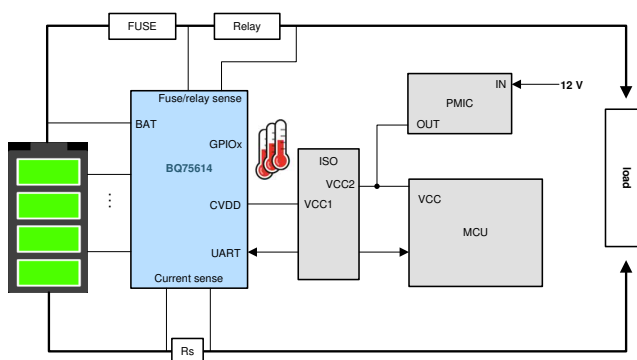 FUSE
Relay
Fuse/relay sense
BAT
GPIOx
BQ75614
CVDD
UART
Current sense
ISO
VCC2
VCC1
IN
12 V
PMIC
OUT
VCC
MCU
load
Rs